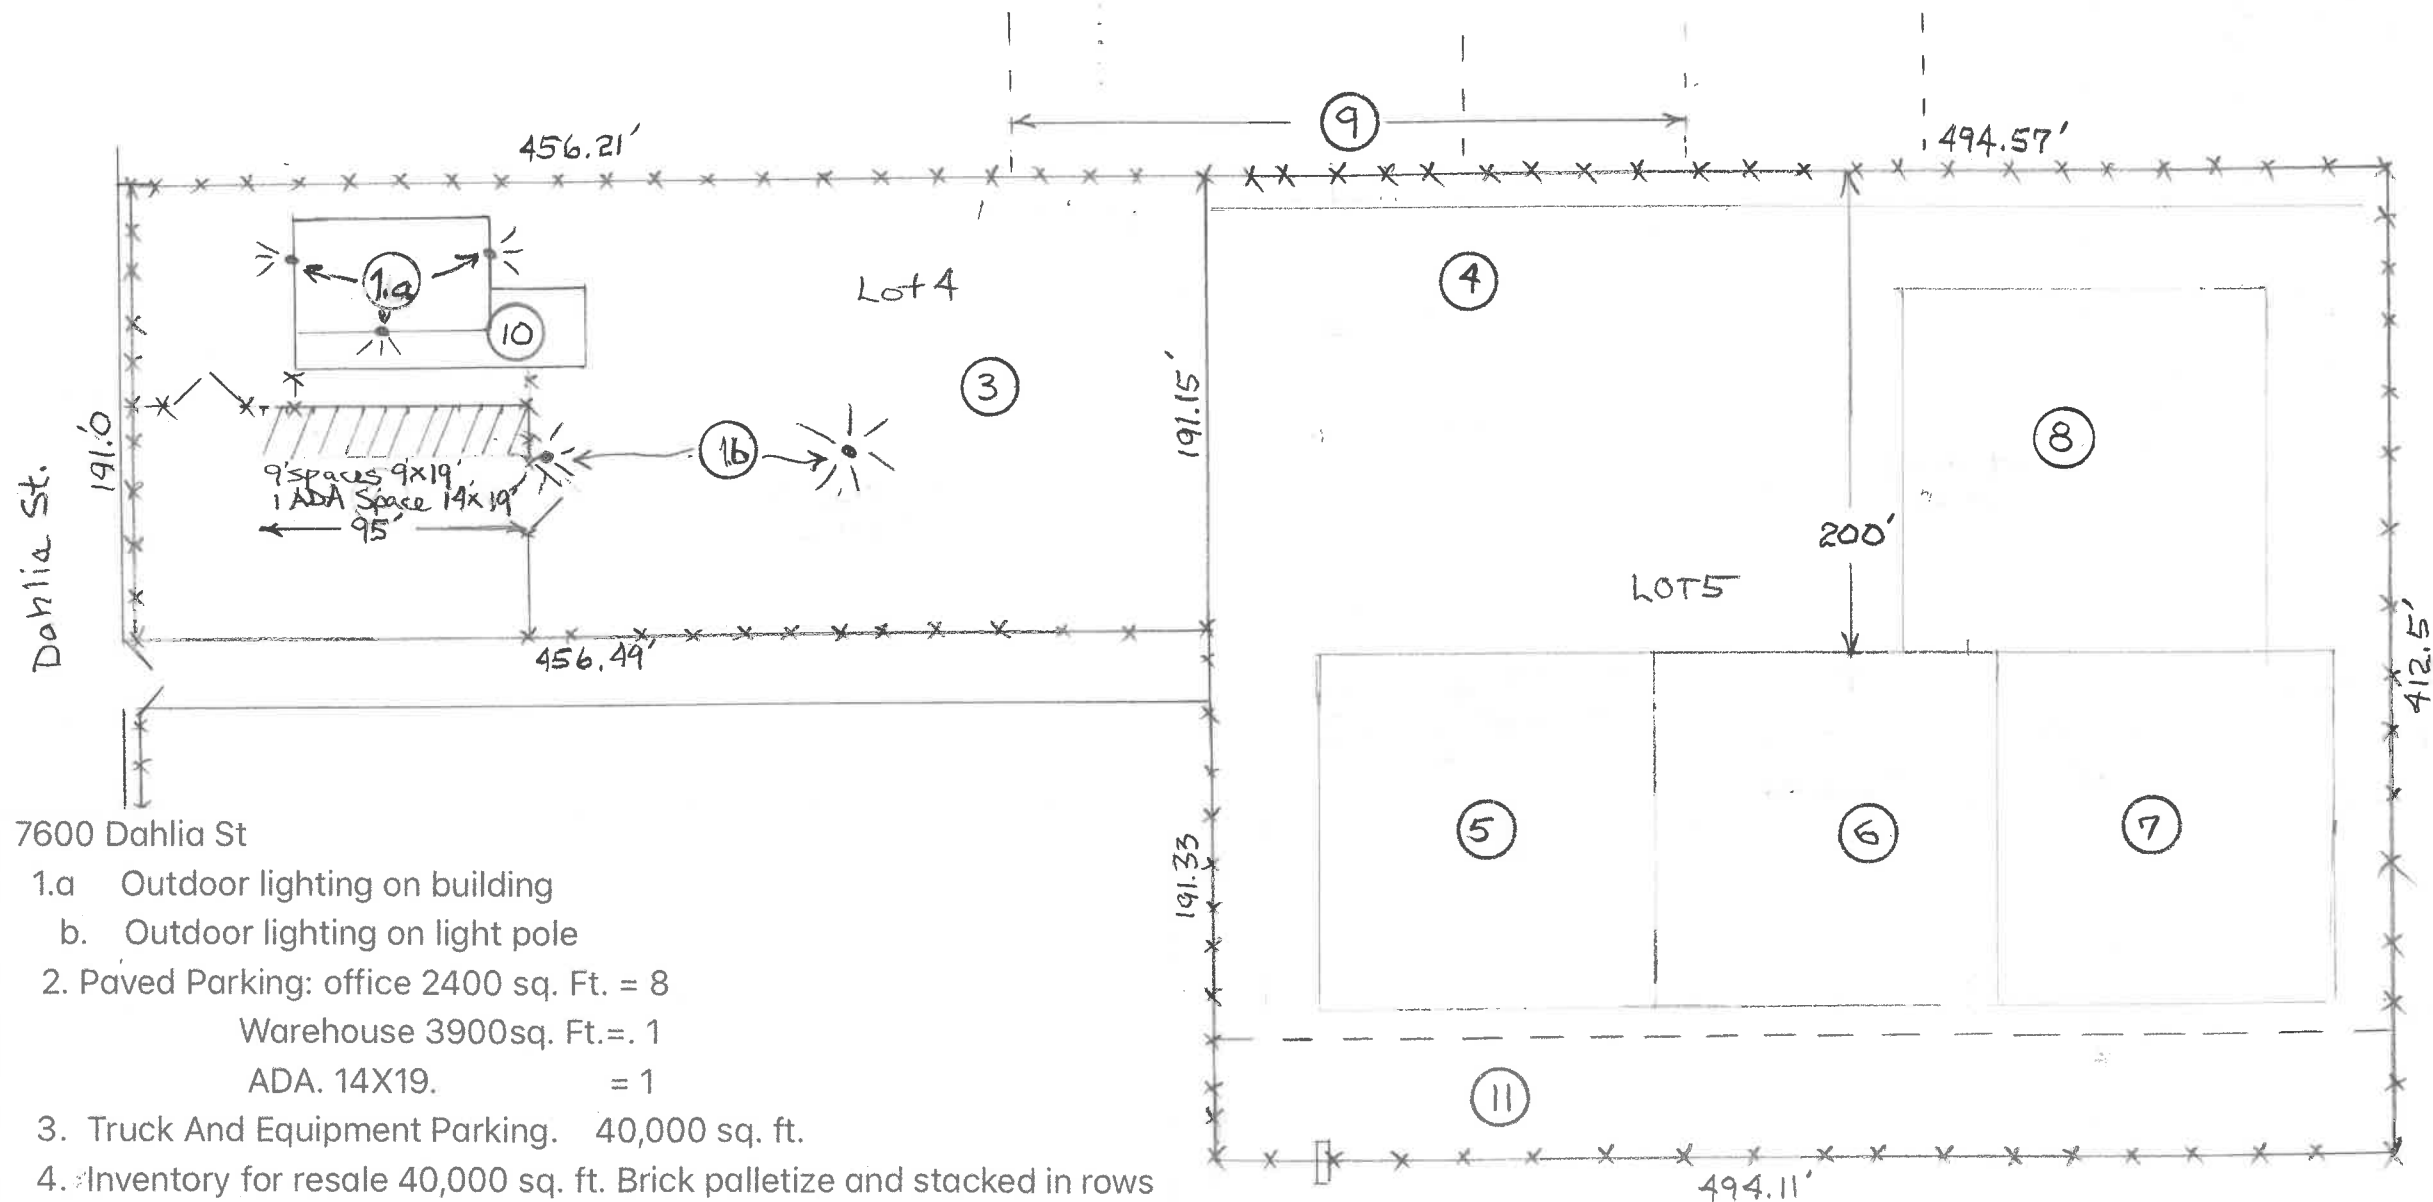 9
456.21'
494.57'
1.a
10
Lot 4
4
3
191.15'
8
191.'0
1b
9'spaces 9'x19'
1 ADA Space 14'x19'
95'
200'
LOT5
Dahlia St.
456.49'
412.5'
5
6
7
191.33
11
494.11'
7600 Dahlia St
1.a Outdoor lighting on building
b. Outdoor lighting on light pole
2. Paved Parking: office 2400 sq. Ft. = 8
Warehouse 3900sq. Ft.=. 1
ADA. 14X19. = 1
3. Truck And Equipment Parking. 40,000 sq. ft.
4. Inventory for resale 40,000 sq. ft. Brick palletize and stacked in rows